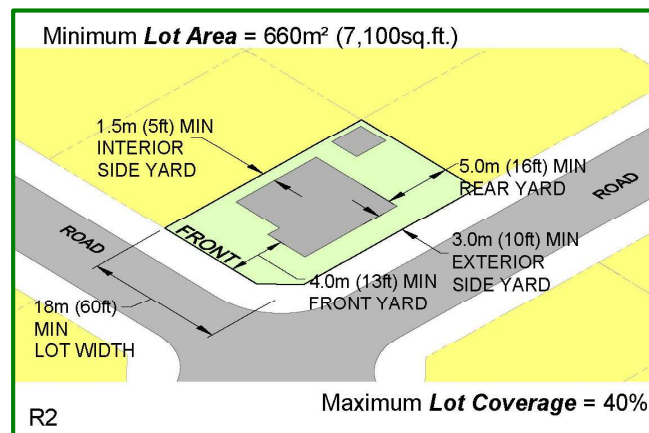 Minimum Lot Area = 660m² (7,100sq.ft.)
1.5m (5ft) MIN
INTERIOR
SIDE YARD
5.0m (16ft) MIN
REAR YARD
ROAD
ROAD
FRONT
3.0m (10ft) MIN
EXTERIOR
SIDE YARD
4.0m (13ft) MIN
FRONT YARD
18m (60ft)
MIN
LOT WIDTH
Maximum Lot Coverage = 40%
R2